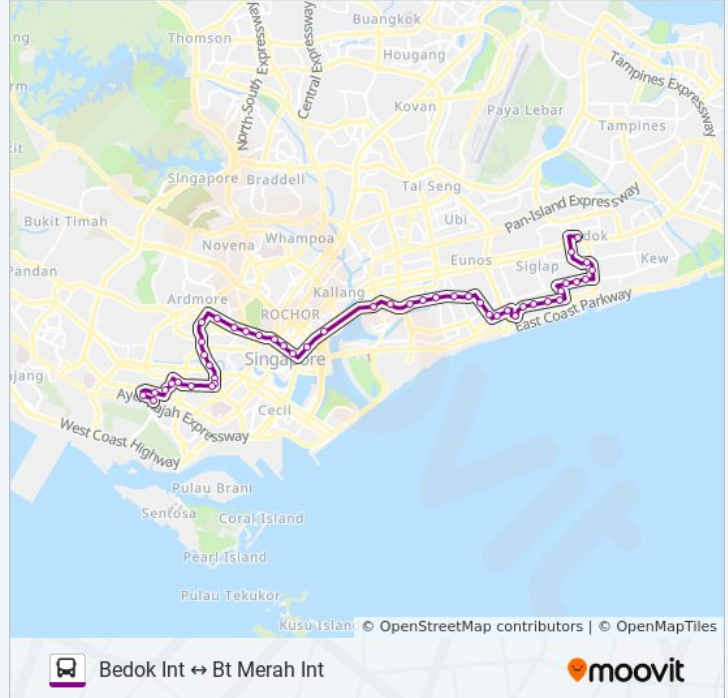 Buangkok
Thomson
Hougang
North-South Expressway
Central Expressway
Tampines Expressway
Kovan
Paya Lebar
Tampines
Singapore
Braddell
Tai Seng
Pan-Island Expressway
Bukit Timah
Ubi
Novena
Whampoa
dok
Eunos
Siglap
Kew
Pandan
Ardmore
Kallang
ROCHOR
East Coast Parkway
Singapore
Cecil
West Coast Highway
Pulau Brani
Sentosa
Coral Island
Pearl Island
Pulau Tekukor
Kusu Island
© OpenStreetMap contributors | © OpenMapTiles
Bedok Int ↔ Bt Merah Int
moovit